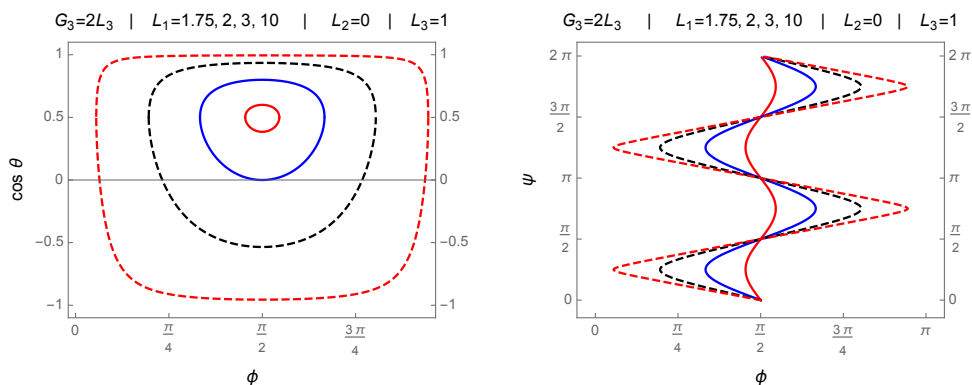 G₃=2L₃ | L₁=1.75, 2, 3, 10 | L₂=0 | L₃=1
1 1
0.5 0.5
cos θ
0 0
-0.5 -0.5
-1 -1
0 π/4 π/2 3π/4
ϕ
G₃=2L₃ | L₁=1.75, 2, 3, 10 | L₂=0 | L₃=1
2π 2π
3π/2 3π/2
ψ
π π
π/2 π/2
0 0
0 π/4 π/2 3π/4 π
ϕ